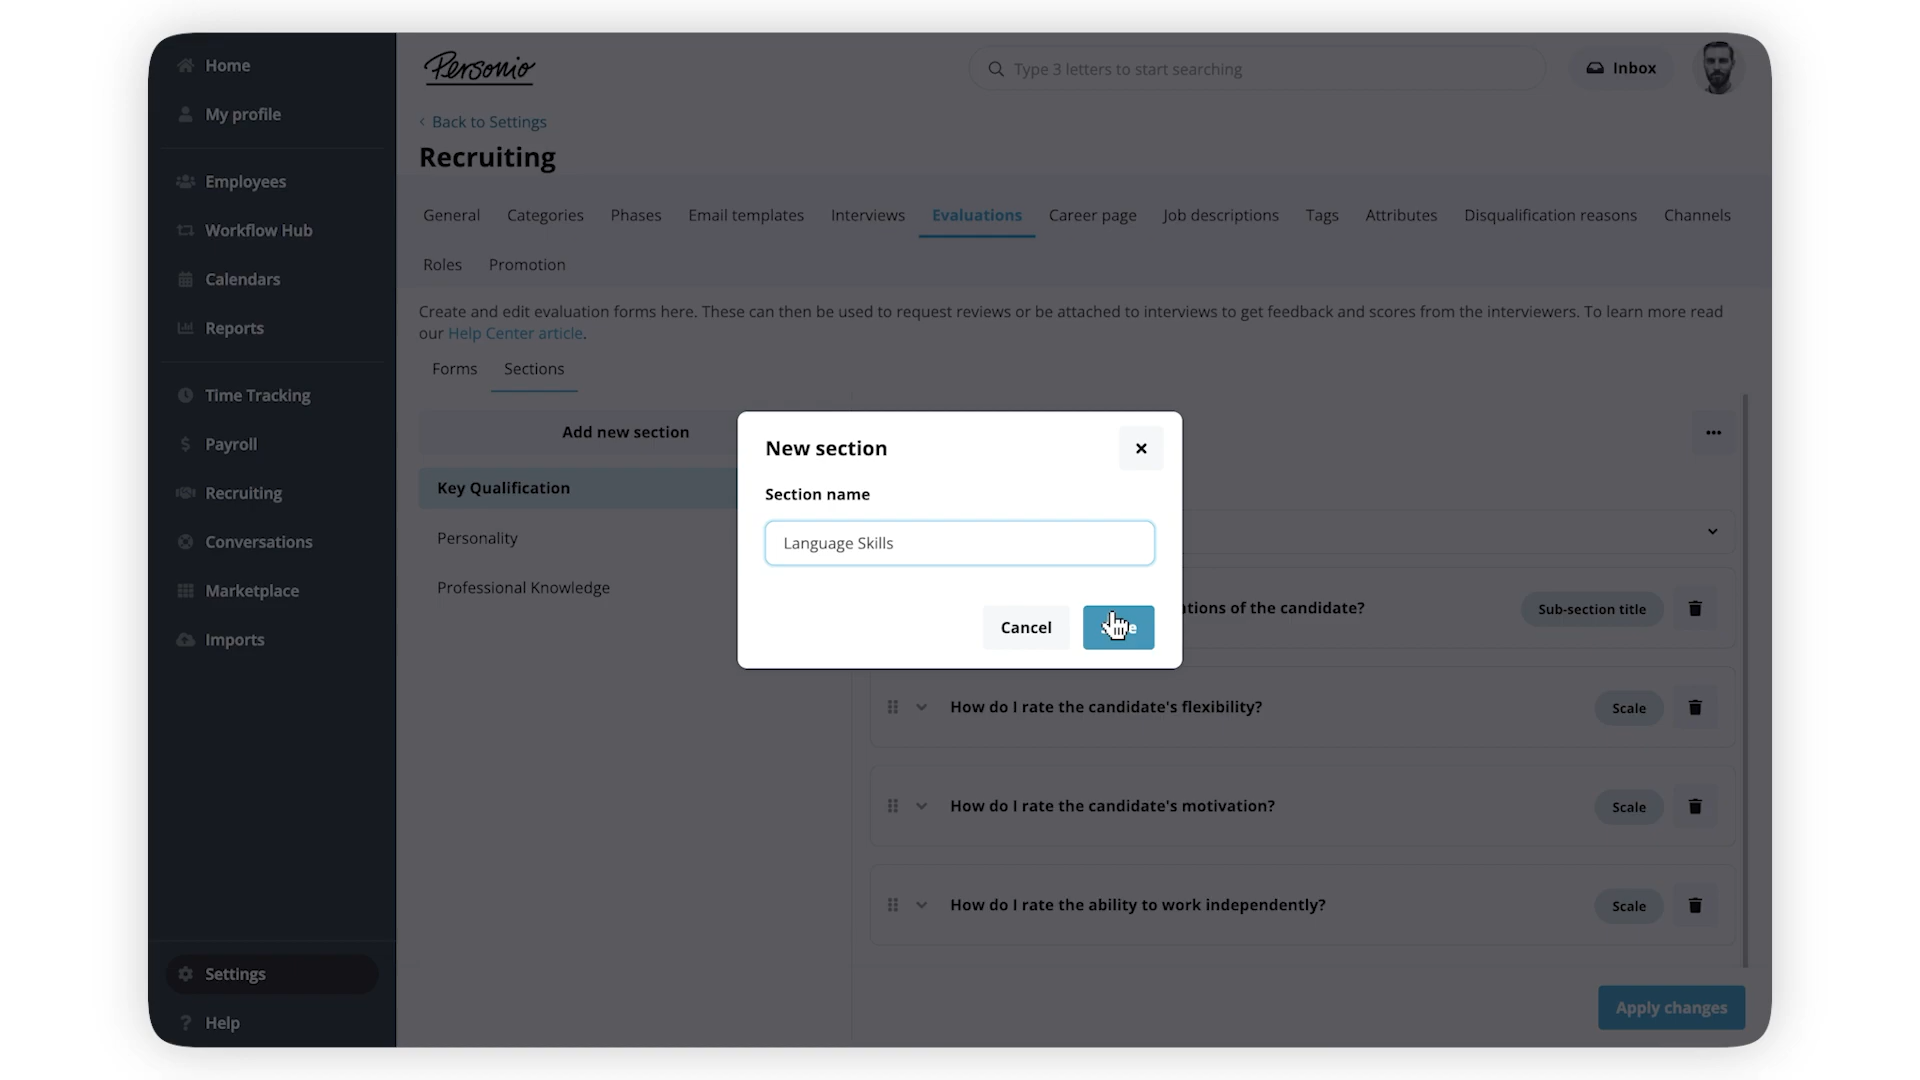 Home
My profile
Employees
Workflow Hub
Calendars
Reports
Time Tracking
Payroll
Recruiting
Conversations
Marketplace
Imports
Settings
Help
Personio
Type 3 letters to start searching
Inbox
Back to Settings
Recruiting
General Categories Phases Email templates Interviews Evaluations Career page Job descriptions Tags Attributes Disqualification reasons Channels
Roles Promotion
Create and edit evaluation forms here. These can then be used to request reviews or be attached to interviews to get feedback and scores from the interviewers. To learn more read
our Help Center article.
Forms Sections
Add new section
Key Qualification
Personality
Professional Knowledge
New section
Section name
Language Skills
Cancel
of the candidate?
Sub-section title
How do I rate the candidate's flexibility?
Scale
How do I rate the candidate's motivation?
Scale
How do I rate the ability to work independently?
Scale
Apply changes